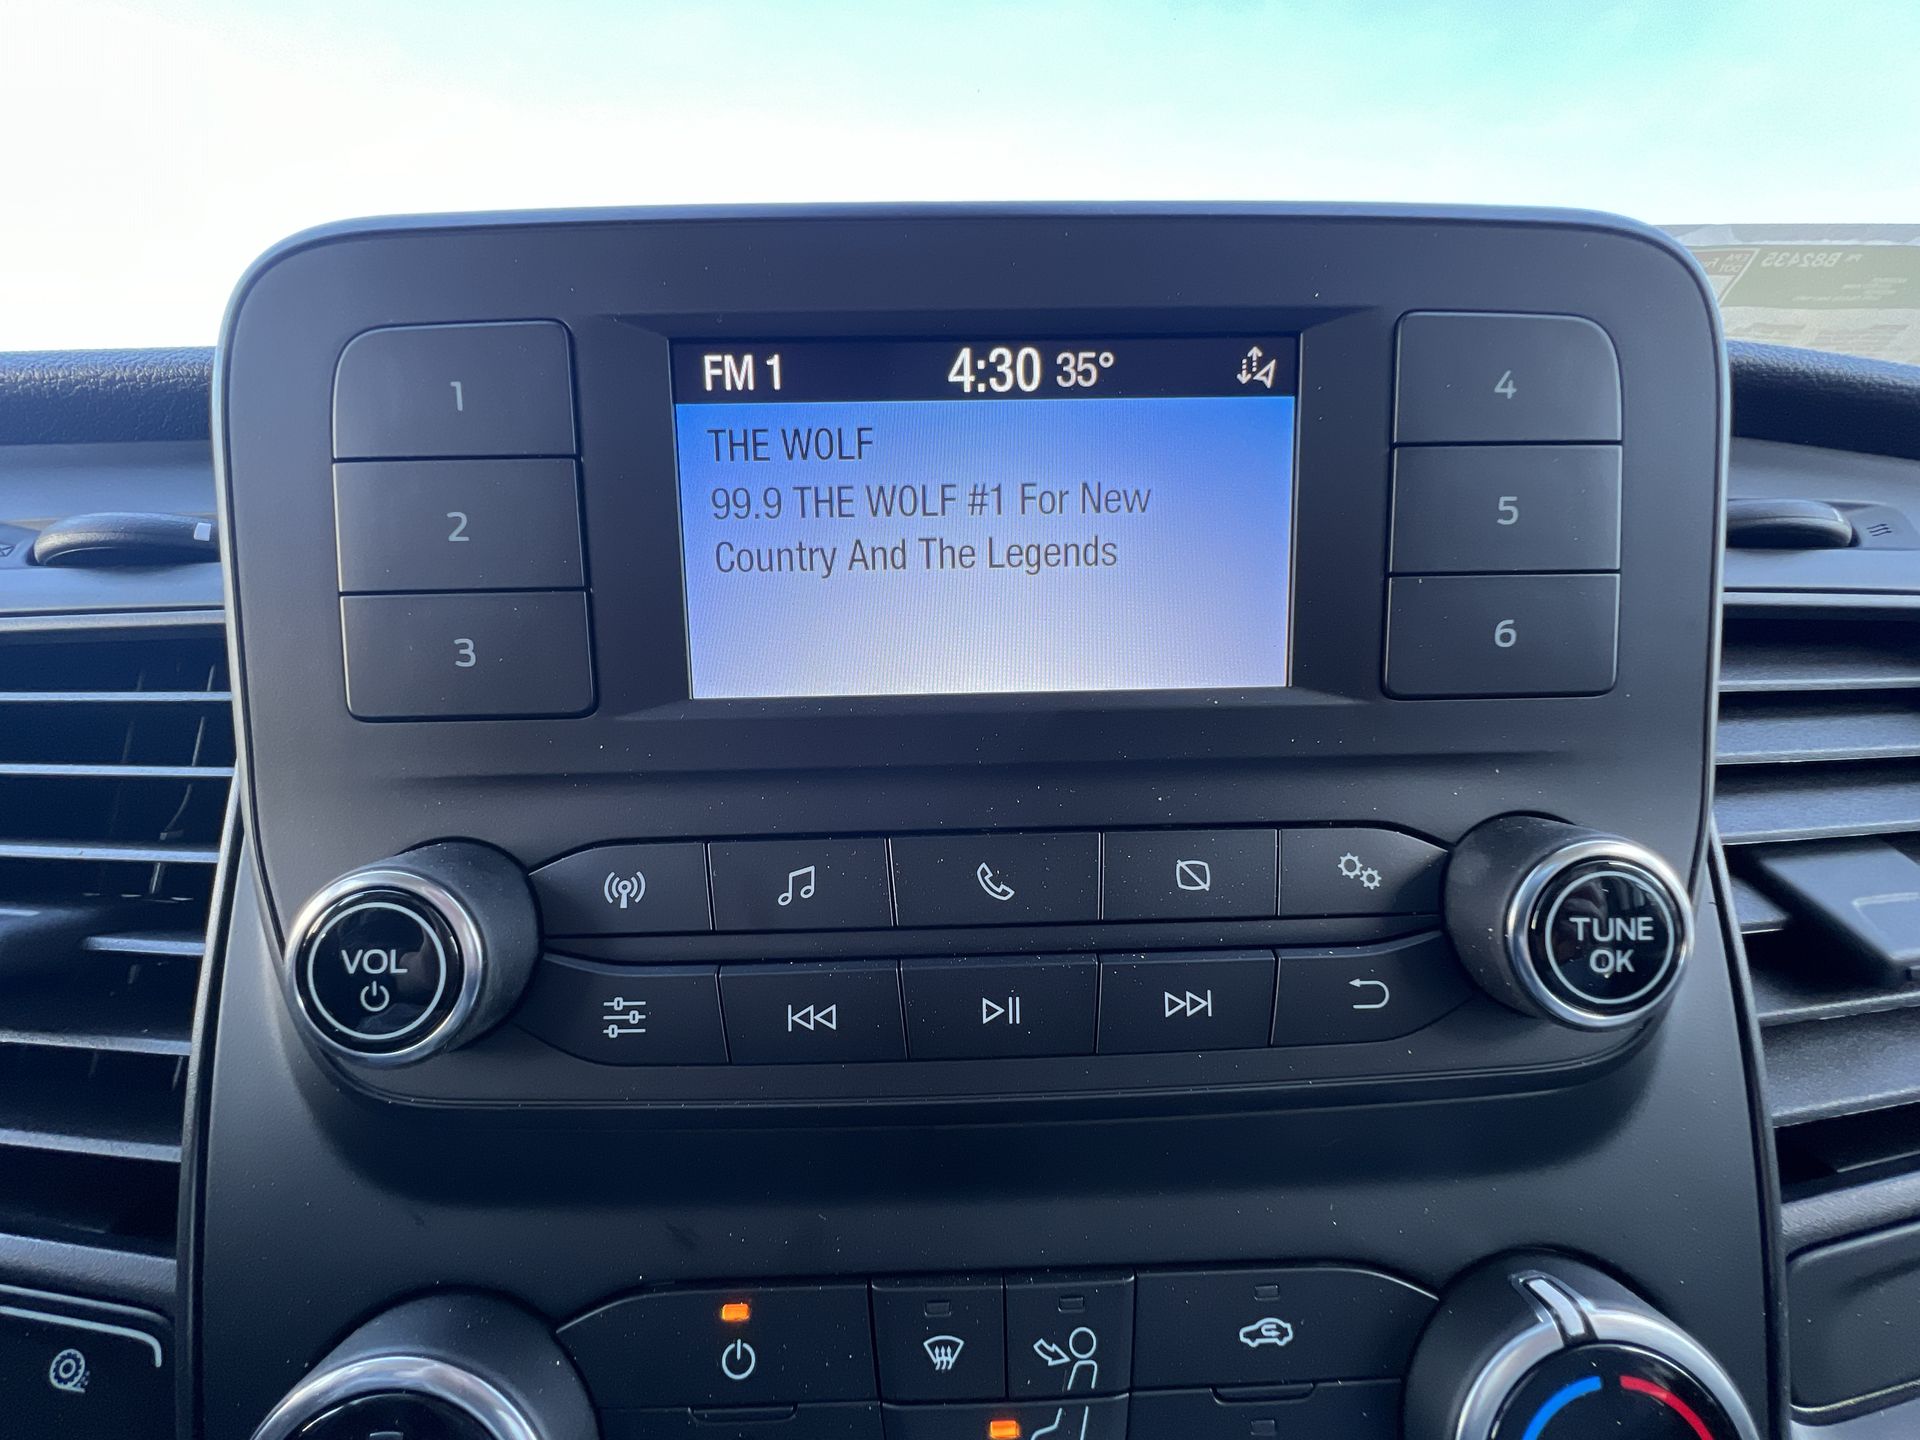 FM 1 4:30 35°
THE WOLF
99.9 THE WOLF #1 For New
Country And The Legends
1
2
3
4
5
6
VOL
TUNE
OK
B82435